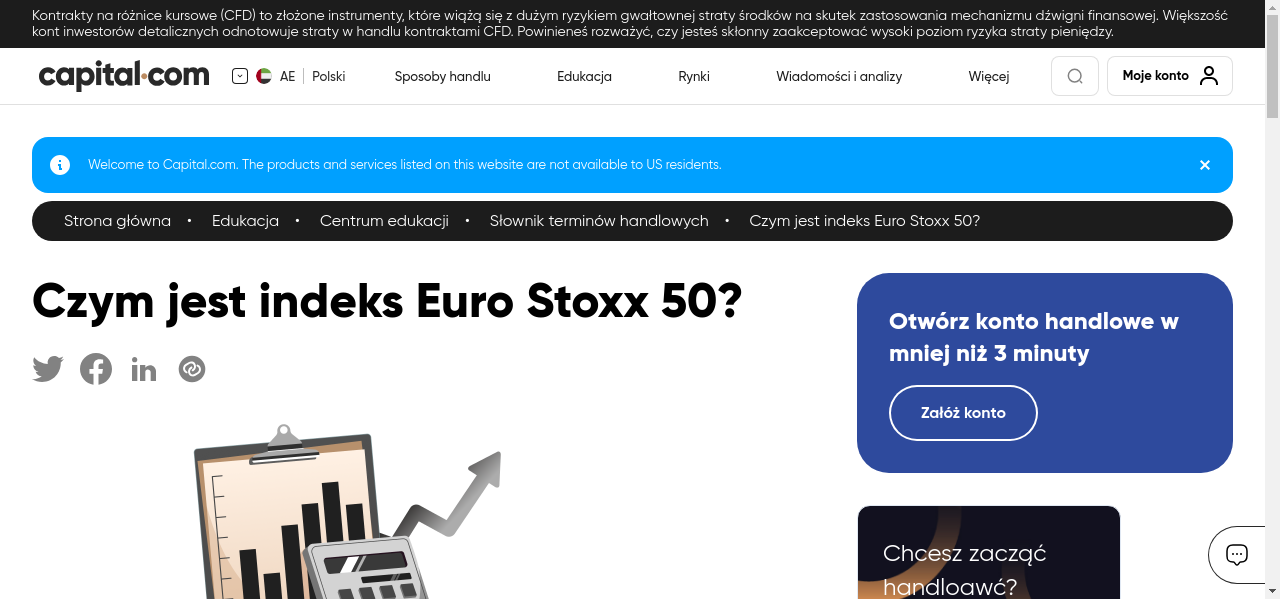 Kontrakty na różnice kursowe (CFD) to złożone instrumenty, które wiążą się z dużym ryzykiem gwałtownej straty środków na skutek zastosowania mechanizmu dźwigni finansowej. Większość
kont inwestorów detalicznych odnotowuje straty w handlu kontraktami CFD. Powinieneś rozważyć, czy jesteś skłonny zaakceptować wysoki poziom ryzyka straty pieniędzy.
capital.com AE Polski Sposoby handlu Edukacja Rynki Wiadomości i analizy Więcej Moje konto
Welcome to Capital.com. The products and services listed on this website are not available to US residents.
Strona główna • Edukacja • Centrum edukacji • Słownik terminów handlowych • Czym jest indeks Euro Stoxx 50?
Czym jest indeks Euro Stoxx 50?
Otwórz konto handlowe w
mniej niż 3 minuty
Załóż konto
Chcesz zacząć
handloawć?